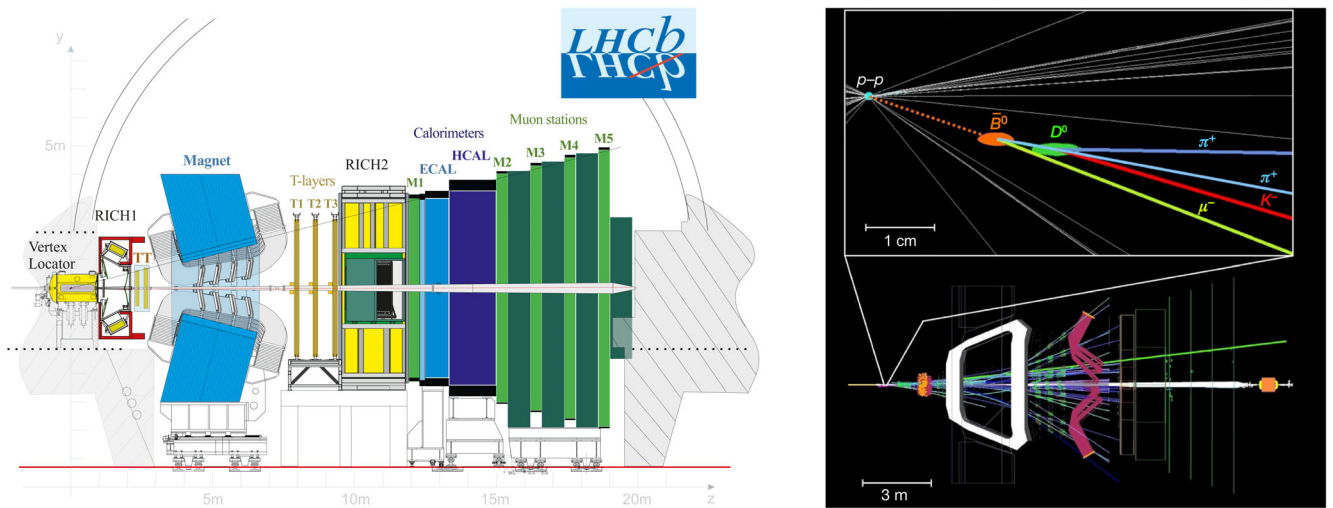 y
5m
LHCb
LHCb
Calorimeters
Muon stations
Magnet
HCAL
ECAL
M1
M2
M3
M4
M5
RICH2
T-layers
T1 T2 T3
RICH1
Vertex
Locator
TT
5m
10m
15m
20m
z
p–p
B̅⁰
D⁰
π⁺
π⁺
K⁻
μ⁻
1 cm
3 m